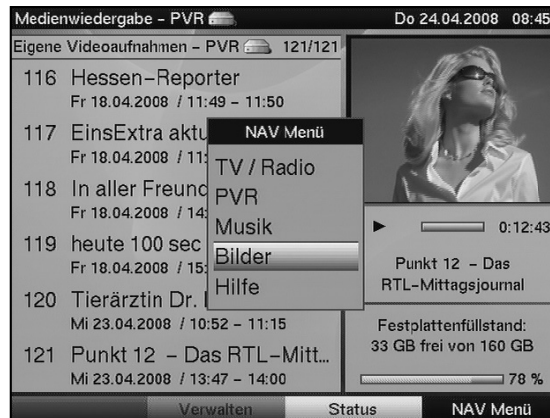 Medienwiedergabe – PVR
Do 24.04.2008 08:45
Eigene Videoaufnahmen – PVR 121/121
116 Hessen–Reporter
Fr 18.04.2008 / 11:49 – 11:50
117 EinsExtra aktu
Fr 18.04.2008 / 11:
118 In aller Freund
Fr 18.04.2008 / 14:
119 heute 100 sec
Fr 18.04.2008 / 15:
120 Tierärztin Dr.
Mi 23.04.2008 / 10:52 – 11:15
121 Punkt 12 – Das RTL–Mitt...
Mi 23.04.2008 / 13:47 – 14:00
NAV Menü
TV / Radio
PVR
Musik
Bilder
Hilfe
0:12:43
Punkt 12 – Das
RTL–Mittagsjournal
Festplattenfüllstand:
33 GB frei von 160 GB
78 %
Verwalten
Status
NAV Menü